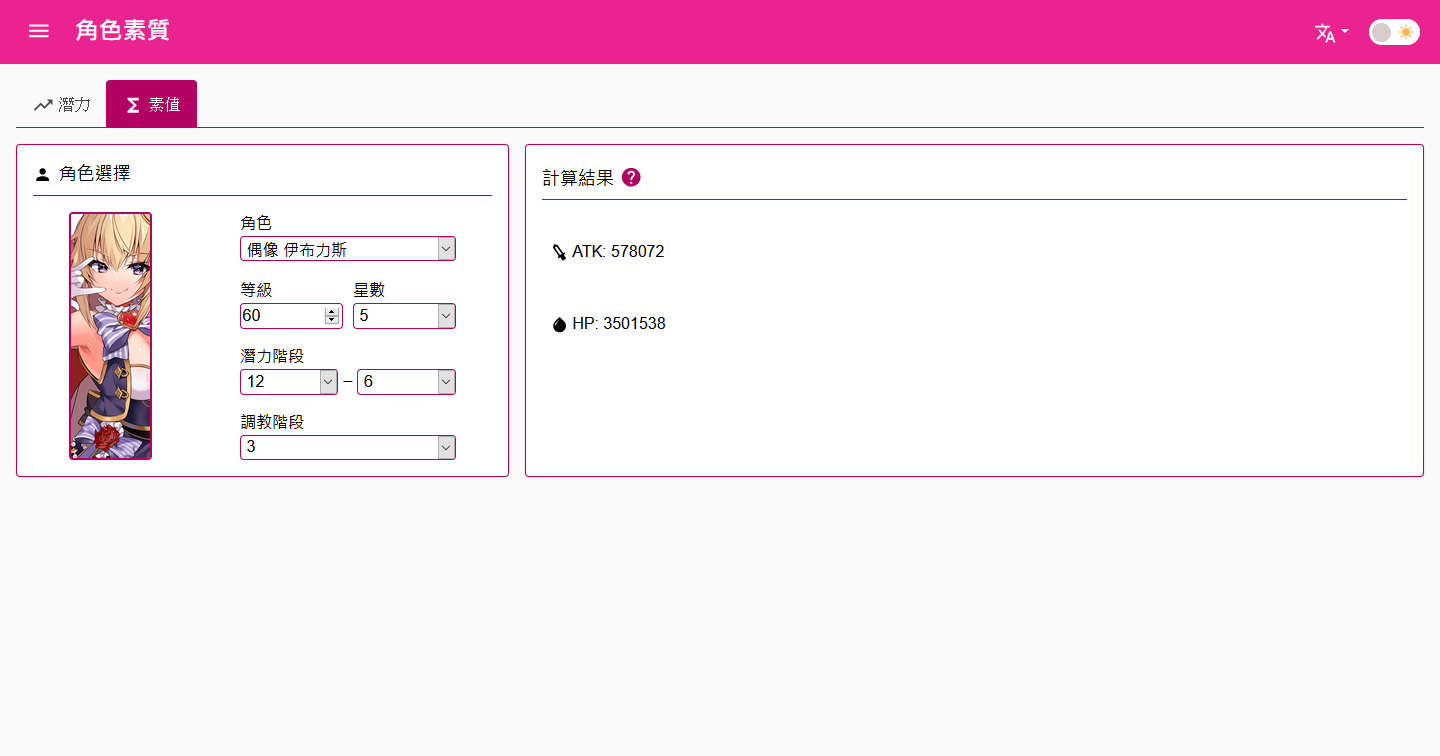 角色素質
潛力
素值
角色選擇
角色
偶像 伊布力斯
等級
星數
60
5
潛力階段
12 – 6
調教階段
3
計算結果
ATK: 578072
HP: 3501538